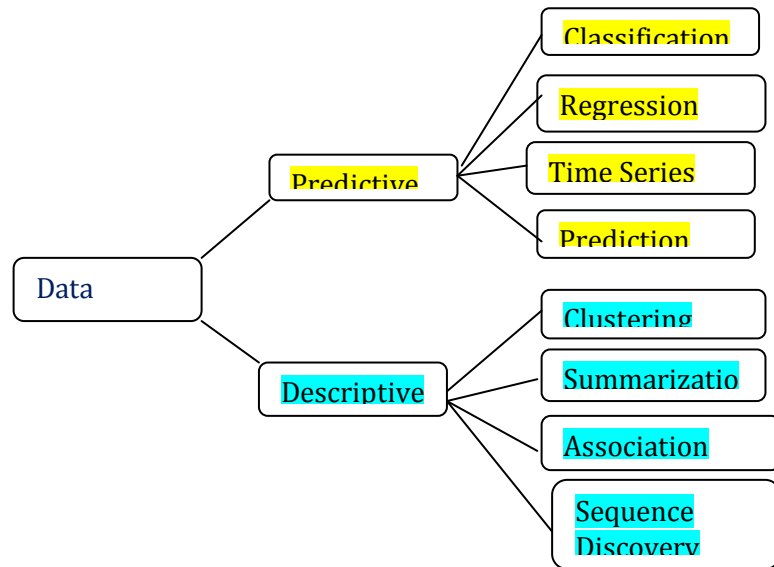 Classification
Regression
Predictive
Time Series
Prediction
Data
Clustering
Summarizatio
Descriptive
Association
Sequence
Discovery